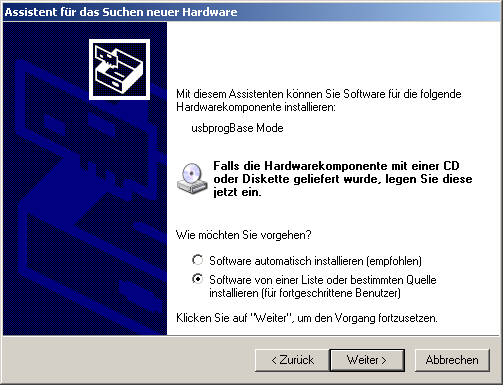 Assistent für das Suchen neuer Hardware
Mit diesem Assistenten können Sie Software für die folgende
Hardwarekomponente installieren:
usbprogBase Mode
Falls die Hardwarekomponente mit einer CD
oder Diskette geliefert wurde, legen Sie diese
jetzt ein.
Wie möchten Sie vorgehen?
Software automatisch installieren (empfohlen)
Software von einer Liste oder bestimmten Quelle
installieren (für fortgeschrittene Benutzer)
Klicken Sie auf "Weiter", um den Vorgang fortzusetzen.
< Zurück Weiter > Abbrechen